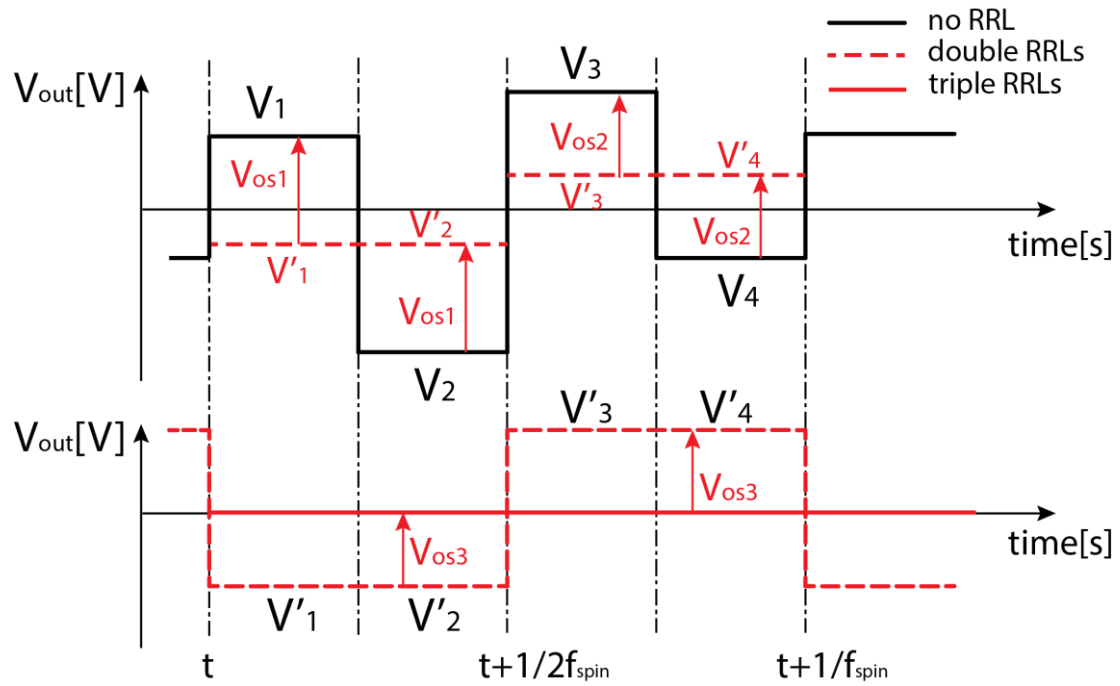 no RRL
double RRLs
triple RRLs
Vout[V]
V1
V3
Vos1
Vos2
V'4
V'2
V'3
V'1
Vos2
time[s]
Vos1
V4
V2
Vout[V]
V'3
V'4
Vos3
Vos3
time[s]
V'1
V'2
t
t+1/2fspin
t+1/fspin